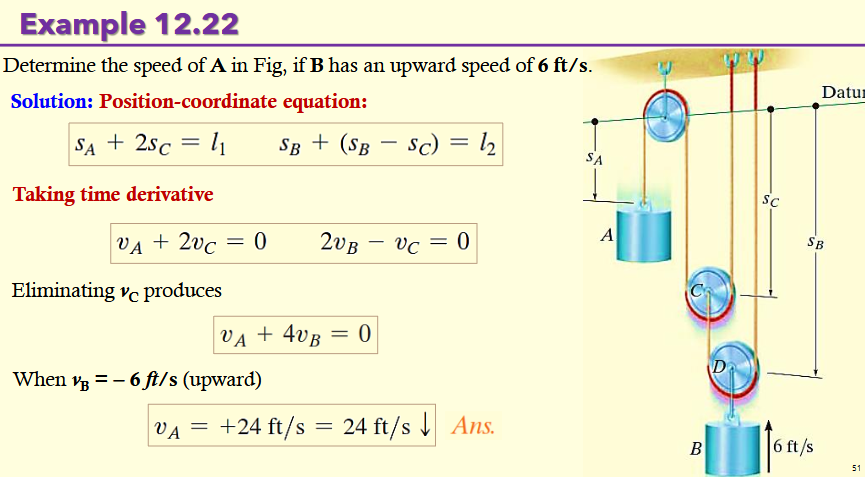 Example 12.22
Determine the speed of A in Fig, if B has an upward speed of 6 ft/s.
Solution: Position-coordinate equation:
s_A + 2s_C = l_1    s_B + (s_B − s_C) = l_2
Taking time derivative
v_A + 2v_C = 0    2v_B − v_C = 0
Eliminating v_C produces
v_A + 4v_B = 0
When v_B = – 6 ft/s (upward)
v_A = +24 ft/s = 24 ft/s ↓ Ans.
Datu
s_A
s_C
A
s_B
C
D
B
6 ft/s
51